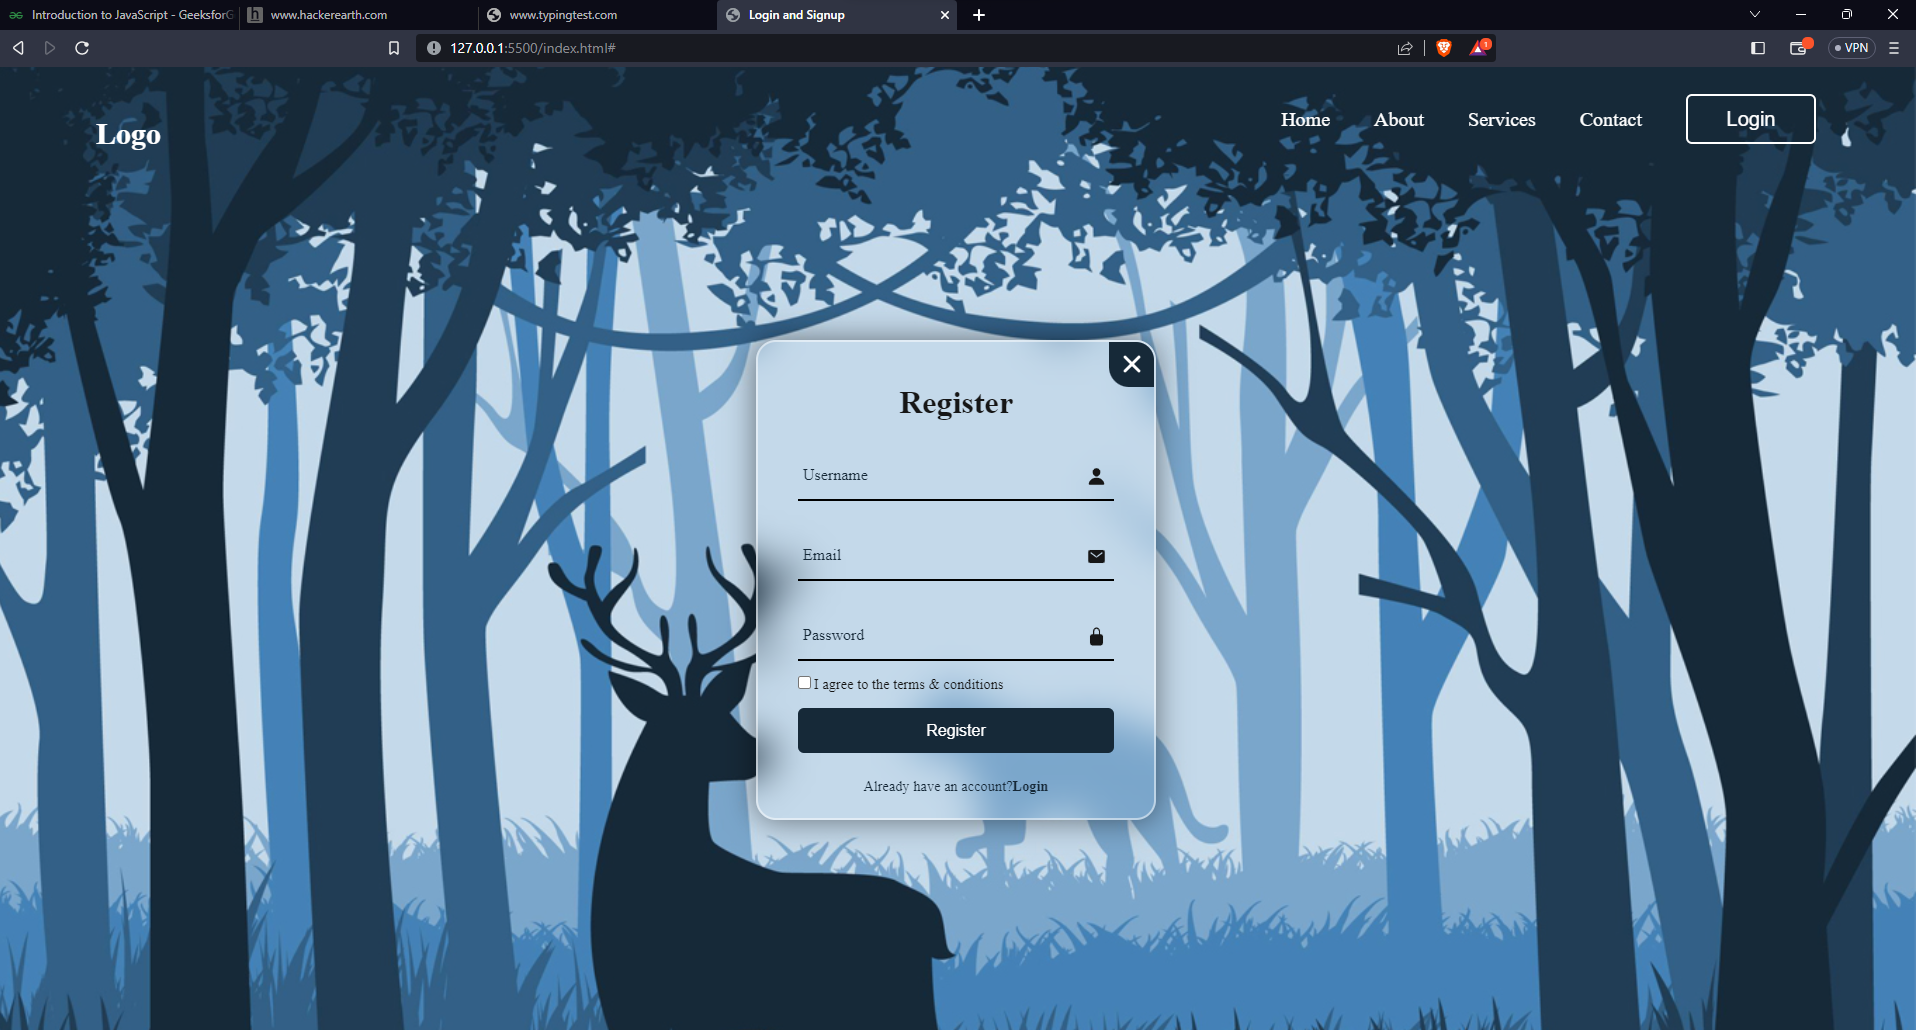 Introduction to JavaScript - GeeksforG
www.hackerearth.com
www.typingtest.com
Login and Signup
127.0.0.1:5500/index.html#
1
VPN
Logo
Home
About
Services
Contact
Login
Register
Username
Email
Password
I agree to the terms & conditions
Register
Already have an account?Login